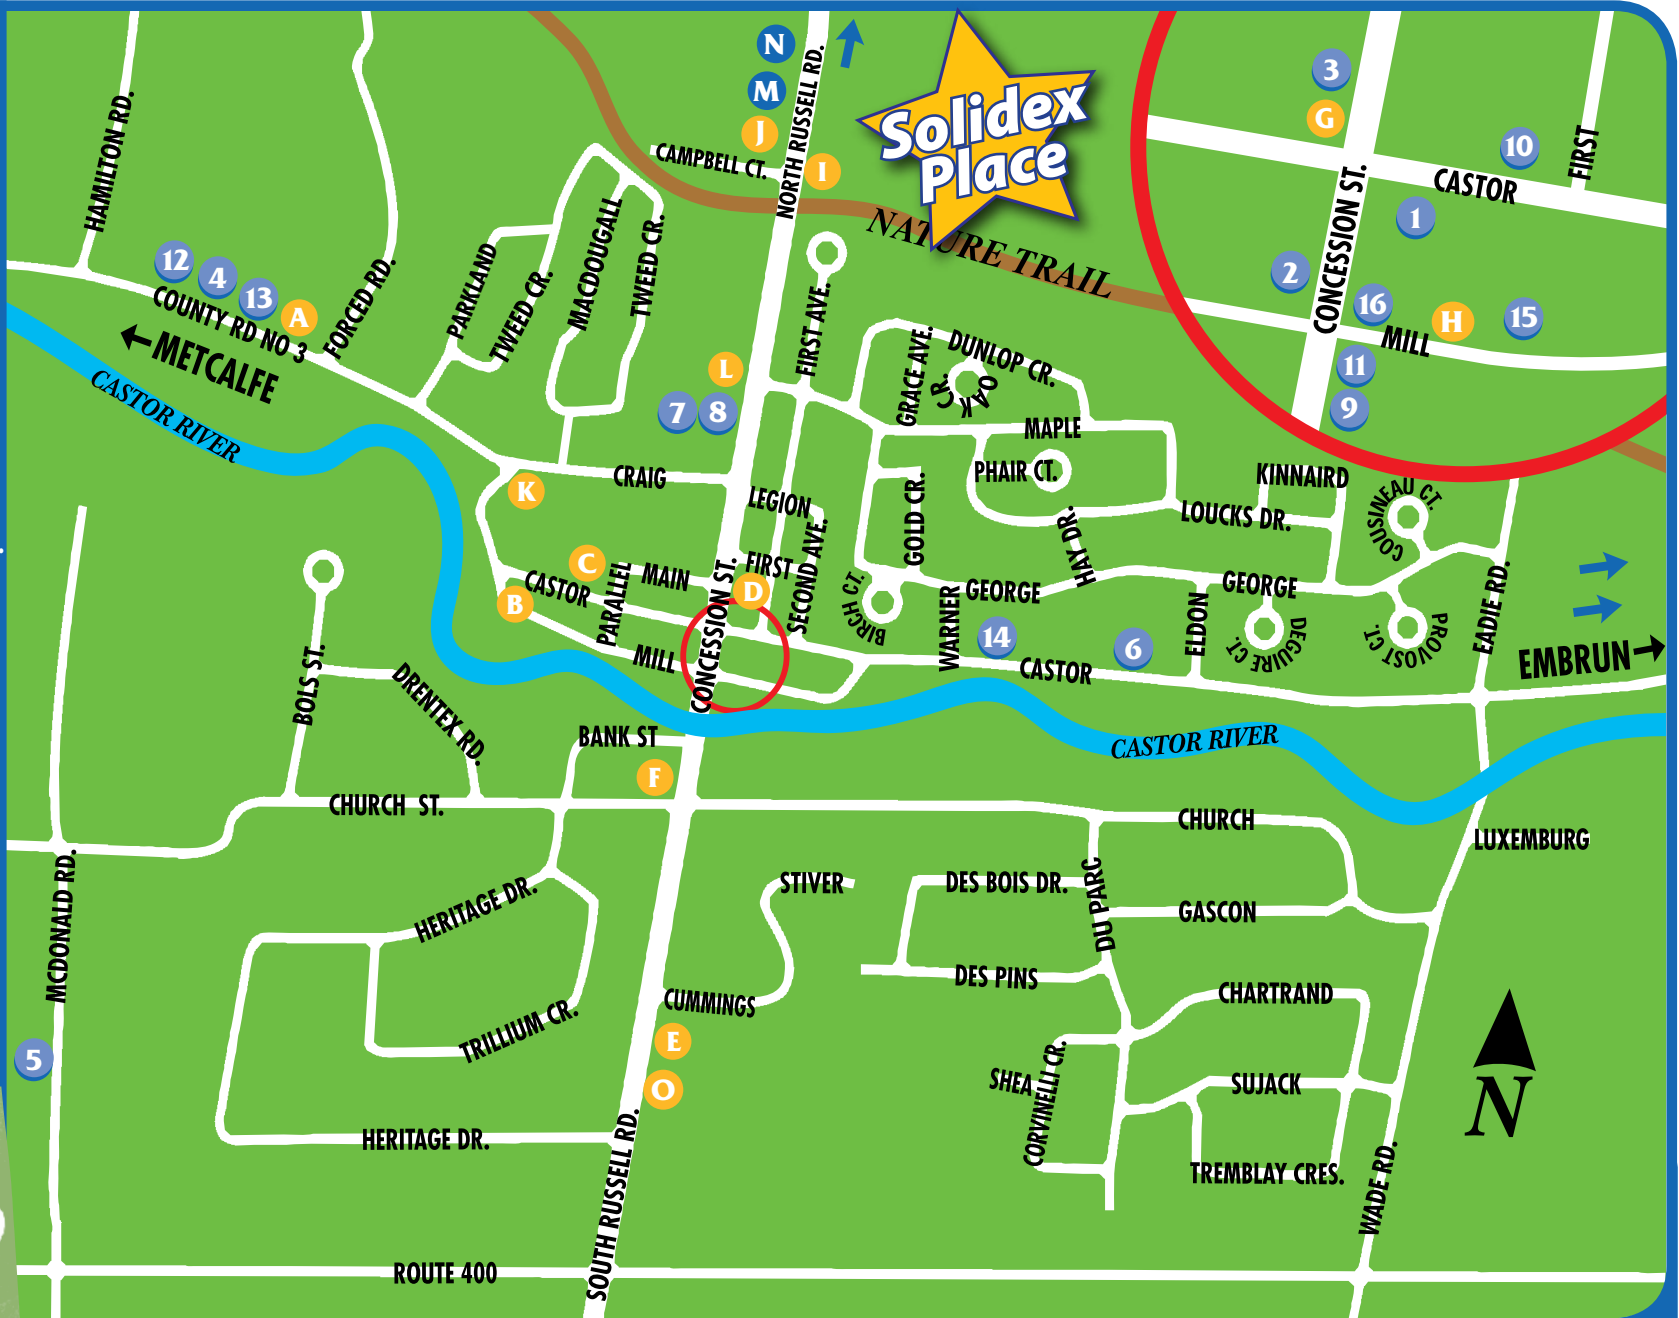 N
M
J
I
NORTH RUSSELL RD.
CAMPBELL CT.
Solidex
Place
NATURE TRAIL
3
G
10
FIRST
CASTOR
1
CONCESSION ST.
2
16
H
15
MILL
11
9
HAMILTON RD.
12
4
13
A
COUNTY RD NO 3
FORCED RD.
METCALFE
CASTOR RIVER
PARKLAND
TWEED CR.
MACDOUGALL
TWEED CR.
FIRST AVE.
L
7
8
GRACE AVE.
DUNLOP CR.
OAK CR.
MAPLE
PHAIR CT.
KINNAIRD
COUSINEAU CT.
K
CRAIG
LEGION
GOLD CR.
LOUCKS DR.
HAY DR.
C
MAIN
FIRST
SECOND AVE.
D
B
CASTOR
PARALLEL
CONCESSION ST.
BIRCH CT.
WARNER
GEORGE
GEORGE
ELDON
EADIE RD.
14
6
DEGUIRE CT.
PROVOST CT.
MILL
CASTOR
EMBRUN
BOLS ST.
DRENTEX RD.
BANK ST
CASTOR RIVER
F
CHURCH ST.
CHURCH
LUXEMBURG
MCDONALD RD.
HERITAGE DR.
STIVER
DES BOIS DR.
DU PARC
GASCON
DES PINS
CUMMINGS
CHARTRAND
TRILLIUM CR.
5
E
O
SHEA
CORVINELLI CR.
SUJACK
N
HERITAGE DR.
SOUTH RUSSELL RD.
TREMBLAY CRES.
WADE RD.
ROUTE 400